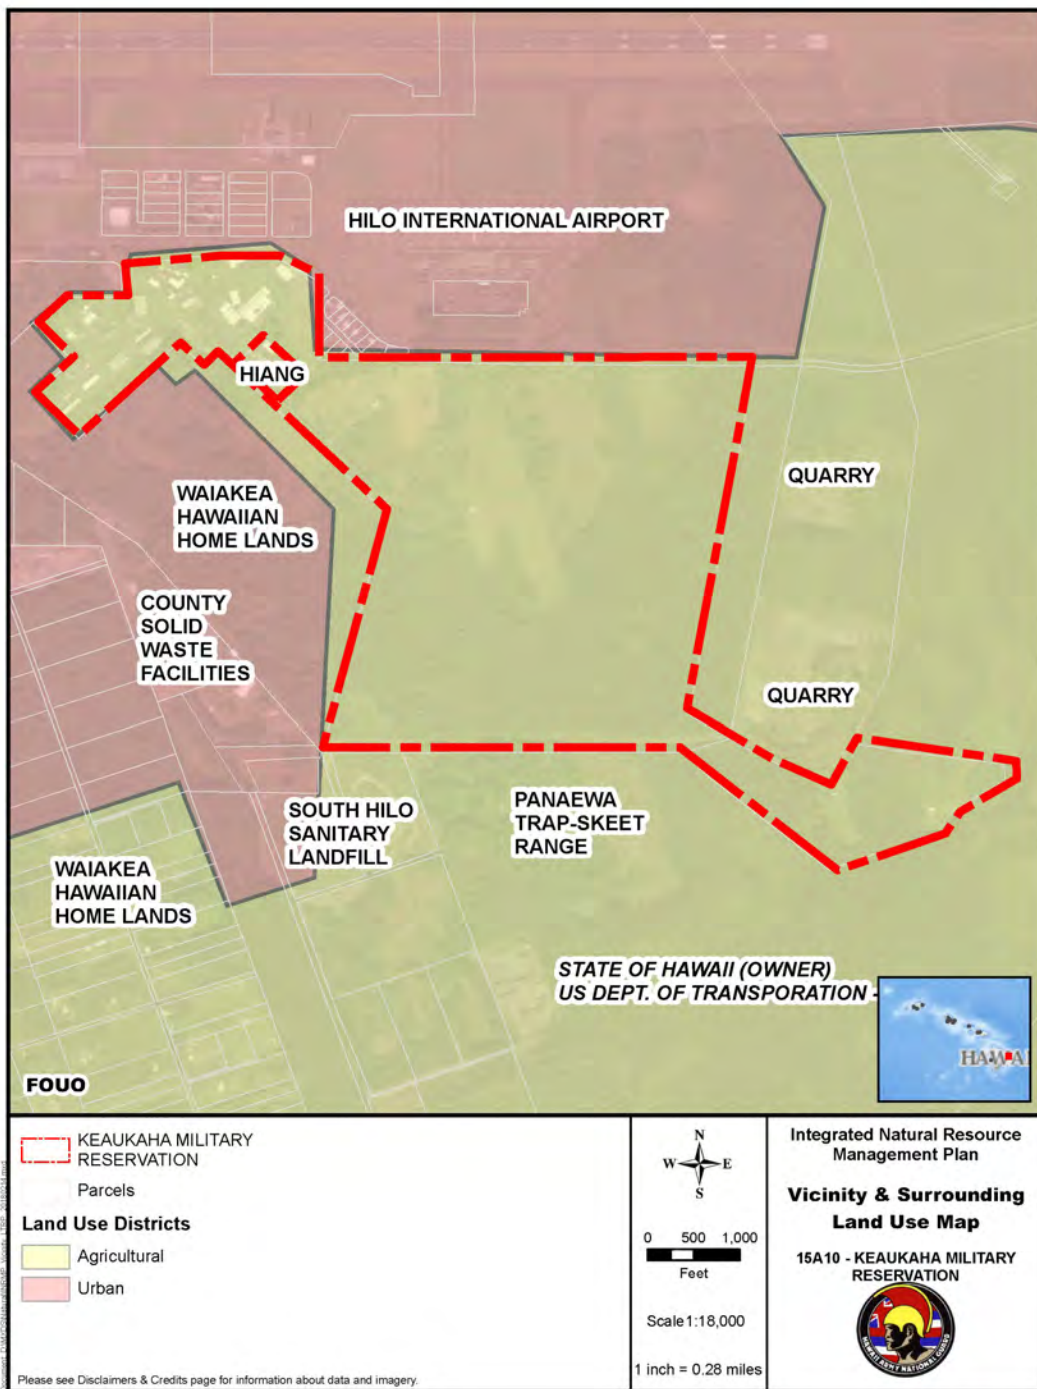 HILO INTERNATIONAL AIRPORT
HIANG
QUARRY
WAIAKEA
HAWAIIAN
HOME LANDS
COUNTY
SOLID
WASTE
FACILITIES
QUARRY
SOUTH HILO
SANITARY
LANDFILL
PANAEWA
TRAP-SKEET
RANGE
WAIAKEA
HAWAIIAN
HOME LANDS
STATE OF HAWAII (OWNER)
US DEPT. OF TRANSPORATION -
FOUO
KEAUKAHA MILITARY
RESERVATION
Parcels
Land Use Districts
Agricultural
Urban
Please see Disclaimers & Credits page for information about data and imagery.
N
W E
S
0 500 1,000
Feet
Scale 1:18,000
1 inch = 0.28 miles
Integrated Natural Resource
Management Plan
Vicinity & Surrounding
Land Use Map
15A10 - KEAUKAHA MILITARY
RESERVATION
HAWAII ARMY NATIONAL GUARD